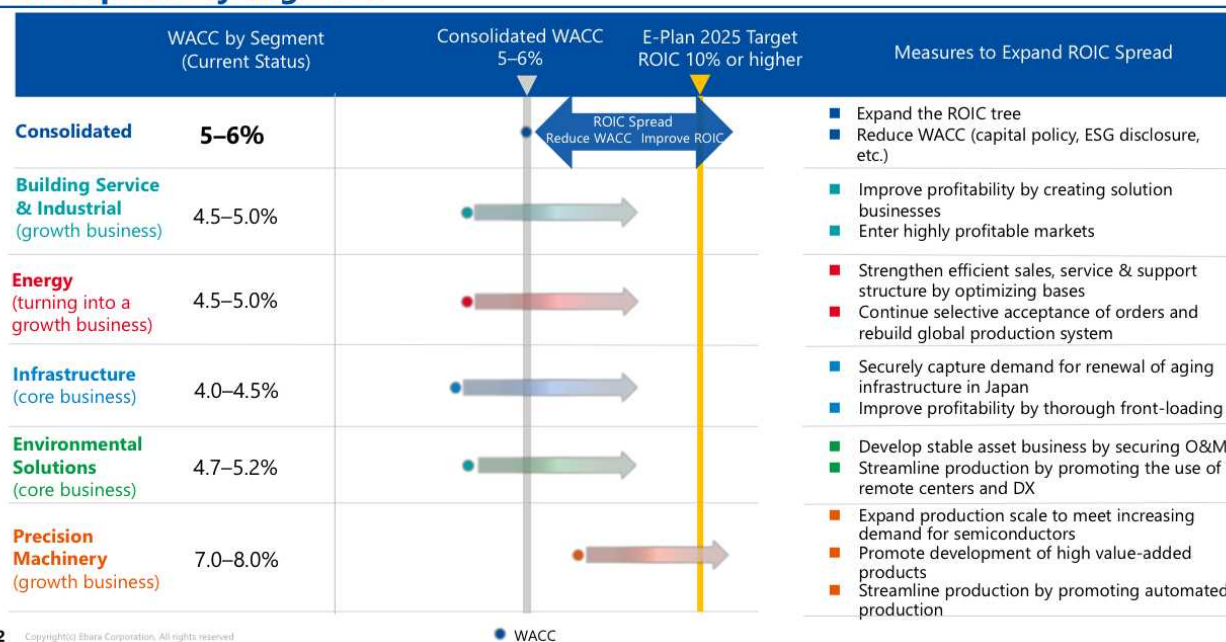 WACC by Segment
(Current Status)
Consolidated WACC
5–6%
E-Plan 2025 Target
ROIC 10% or higher
Measures to Expand ROIC Spread
Consolidated
5–6%
ROIC Spread
Reduce WACC Improve ROIC
■ Expand the ROIC tree
■ Reduce WACC (capital policy, ESG disclosure,
etc.)
Building Service
& Industrial
(growth business)
4.5–5.0%
■ Improve profitability by creating solution
businesses
■ Enter highly profitable markets
Energy
(turning into a
growth business)
4.5–5.0%
■ Strengthen efficient sales, service & support
structure by optimizing bases
■ Continue selective acceptance of orders and
rebuild global production system
Infrastructure
(core business)
4.0–4.5%
■ Securely capture demand for renewal of aging
infrastructure in Japan
■ Improve profitability by thorough front-loading
Environmental
Solutions
(core business)
4.7–5.2%
■ Develop stable asset business by securing O&M
■ Streamline production by promoting the use of
remote centers and DX
Precision
Machinery
(growth business)
7.0–8.0%
■ Expand production scale to meet increasing
demand for semiconductors
■ Promote development of high value-added
products
■ Streamline production by promoting automated
production
2
Copyright(c) Ebara Corporation, All rights reserved
WACC